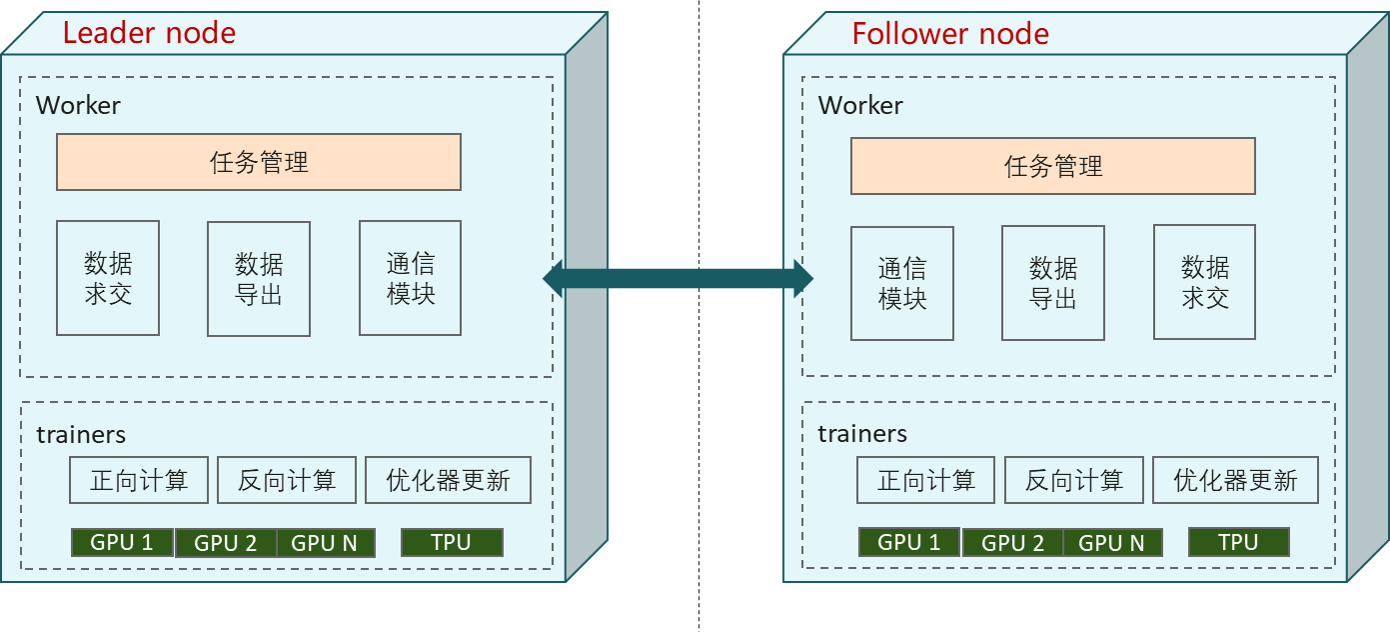 Leader node
Worker
任务管理
数据
求交
数据
导出
通信
模块
trainers
正向计算 反向计算 优化器更新
GPU 1 GPU 2 GPU N TPU
Follower node
Worker
任务管理
通信
模块
数据
导出
数据
求交
trainers
正向计算 反向计算 优化器更新
GPU 1 GPU 2 GPU N TPU